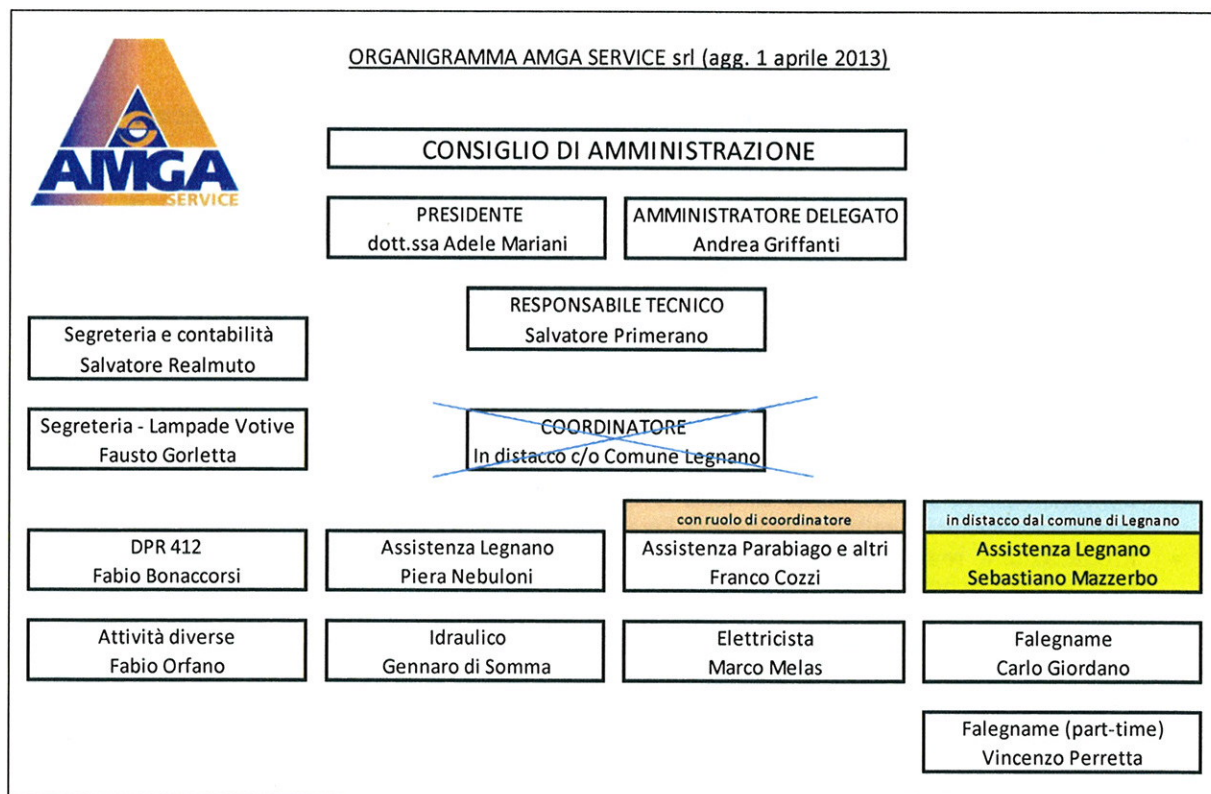 ORGANIGRAMMA AMGA SERVICE srl (agg. 1 aprile 2013)
AMGA
SERVICE
CONSIGLIO DI AMMINISTRAZIONE
PRESIDENTE
dott.ssa Adele Mariani
AMMINISTRATORE DELEGATO
Andrea Griffanti
RESPONSABILE TECNICO
Salvatore Primerano
Segreteria e contabilità
Salvatore Realmuto
Segreteria - Lampade Votive
Fausto Gorletta
COORDINATORE
In distacco c/o Comune Legnano
DPR 412
Fabio Bonaccorsi
Assistenza Legnano
Piera Nebuloni
con ruolo di coordinatore
Assistenza Parabiago e altri
Franco Cozzi
in distacco dal comune di Legnano
Assistenza Legnano
Sebastiano Mazzerbo
Attività diverse
Fabio Orfano
Idraulico
Gennaro di Somma
Elettricista
Marco Melas
Falegname
Carlo Giordano
Falegname (part-time)
Vincenzo Perretta